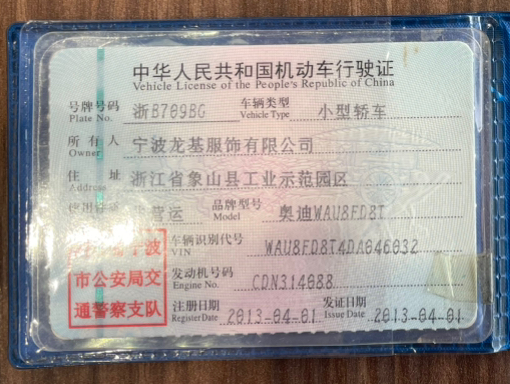 中华人民共和国机动车行驶证
Vehicle License of the People's Republic of China
号牌号码 浙B709BG 车辆类型 小型轿车
Plate No. Vehicle Type
所有人 宁波龙基服饰有限公司
Owner
住址 浙江省象山县工业示范园区
Address
营运 品牌型号 奥迪WAU8FD8T
Model
车辆识别代号 WAU8FD8T4DA046032
VIN
宁波
市公安局交
通警察支队
发动机号码 CDN314088
Engine No.
注册日期 2013-04-01 发证日期 2013-04-01
Register Date Issue Date